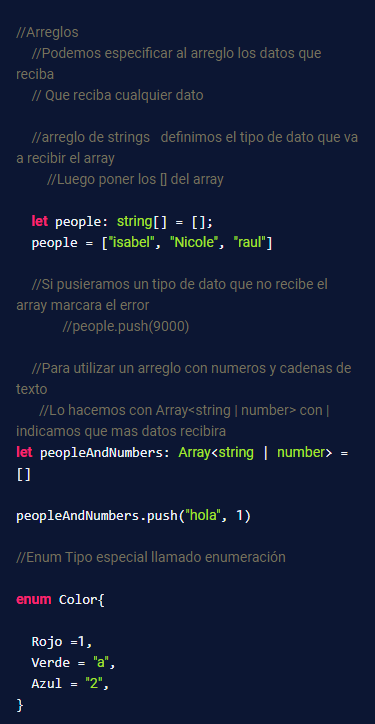 //Arreglos
//Podemos especificar al arreglo los datos que
reciba
// Que reciba cualquier dato
//arreglo de strings definimos el tipo de dato que va
a recibir el array
//Luego poner los [] del array
let people: string[] = [];
people = ["isabel", "Nicole", "raul"]
//Si pusieramos un tipo de dato que no recibe el
array marcara el error
//people.push(9000)
//Para utilizar un arreglo con numeros y cadenas de
texto
//Lo hacemos con Array<string | number> con |
indicamos que mas datos recibira
let peopleAndNumbers: Array<string | number> =
[]
peopleAndNumbers.push("hola", 1)
//Enum Tipo especial llamado enumeración
enum Color{
Rojo =1,
Verde = "a",
Azul = "2",
}